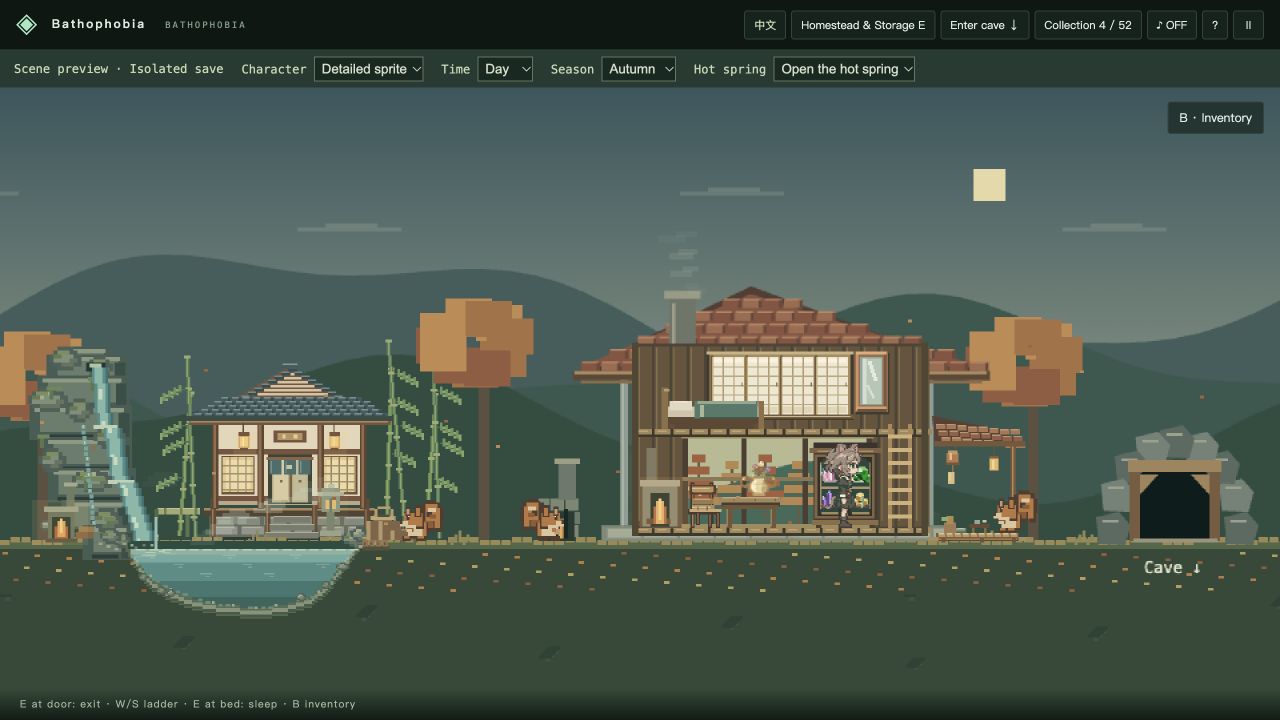 Bathophobia BATHOPHOBIA 中文 Homestead & Storage E Enter cave ↓ Collection 4 / 52 ♪ OFF ? II
Scene preview · Isolated save Character Detailed sprite Time Day Season Autumn Hot spring Open the hot spring
B · Inventory
Cave ↓
E at door: exit · W/S ladder · E at bed: sleep · B inventory